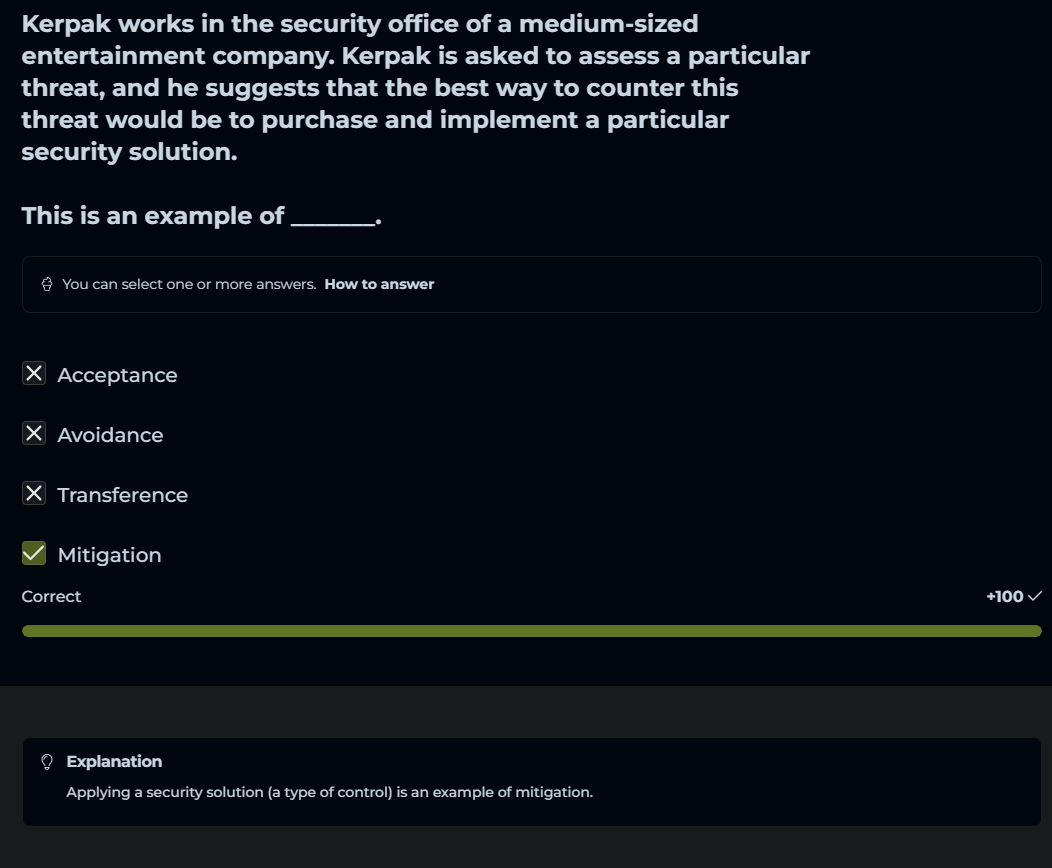 Kerpak works in the security office of a medium-sized
entertainment company. Kerpak is asked to assess a particular
threat, and he suggests that the best way to counter this
threat would be to purchase and implement a particular
security solution.
This is an example of _______.
You can select one or more answers. How to answer
Acceptance
Avoidance
Transference
Mitigation
Correct +100
Explanation
Applying a security solution (a type of control) is an example of mitigation.